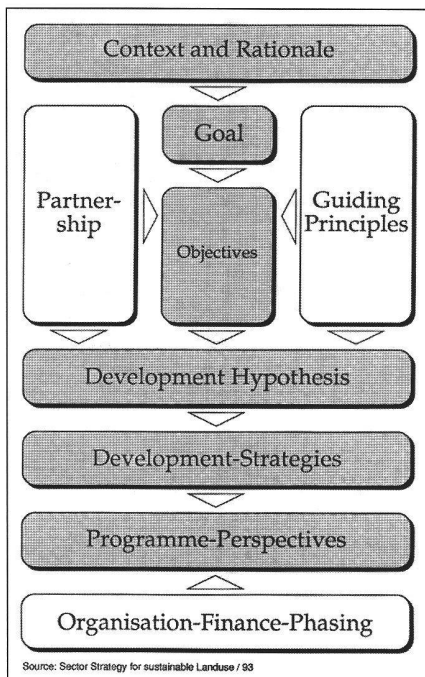 Context and Rationale
Goal
Partner-
ship
Objectives
Guiding
Principles
Development Hypothesis
Development-Strategies
Programme-Perspectives
Organisation-Finance-Phasing
Source: Sector Strategy for sustainable Landuse / 93